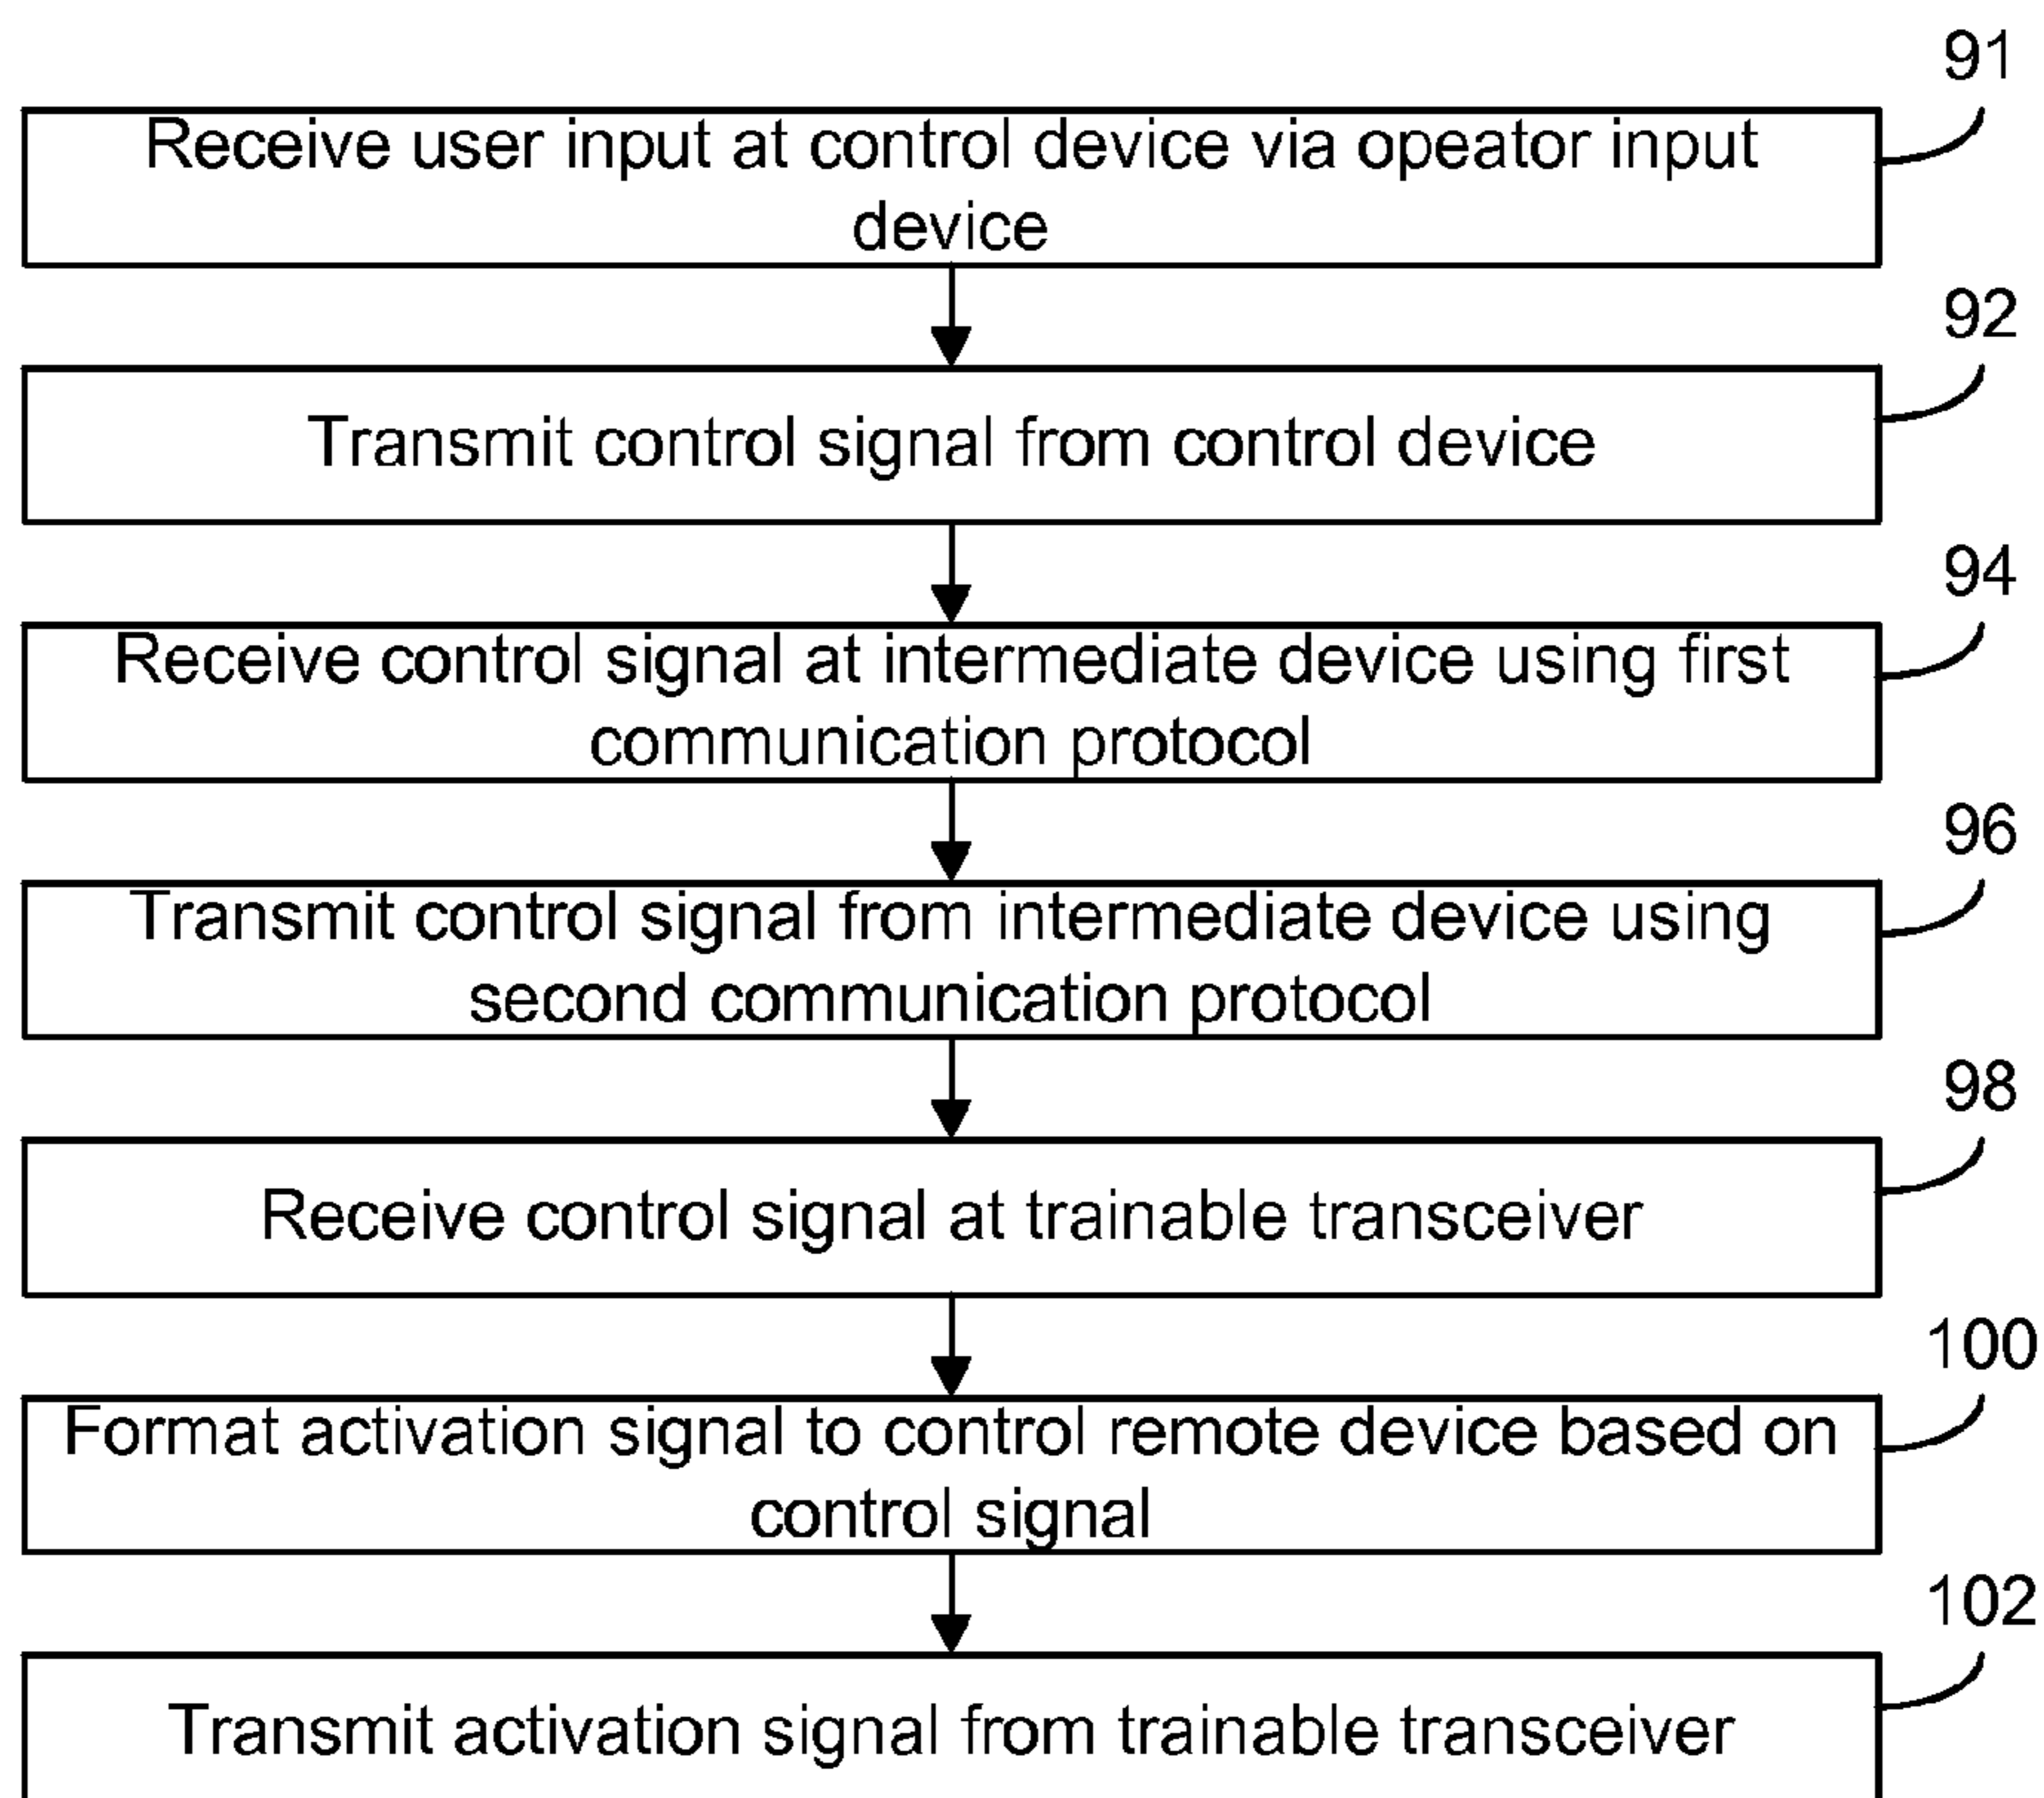 91
Receive user input at control device via opeator input
device
92
Transmit control signal from control device
94
Receive control signal at intermediate device using first
communication protocol
96
Transmit control signal from intermediate device using
second communication protocol
98
Receive control signal at trainable transceiver
100
Format activation signal to control remote device based on
control signal
102
Transmit activation signal from trainable transceiver